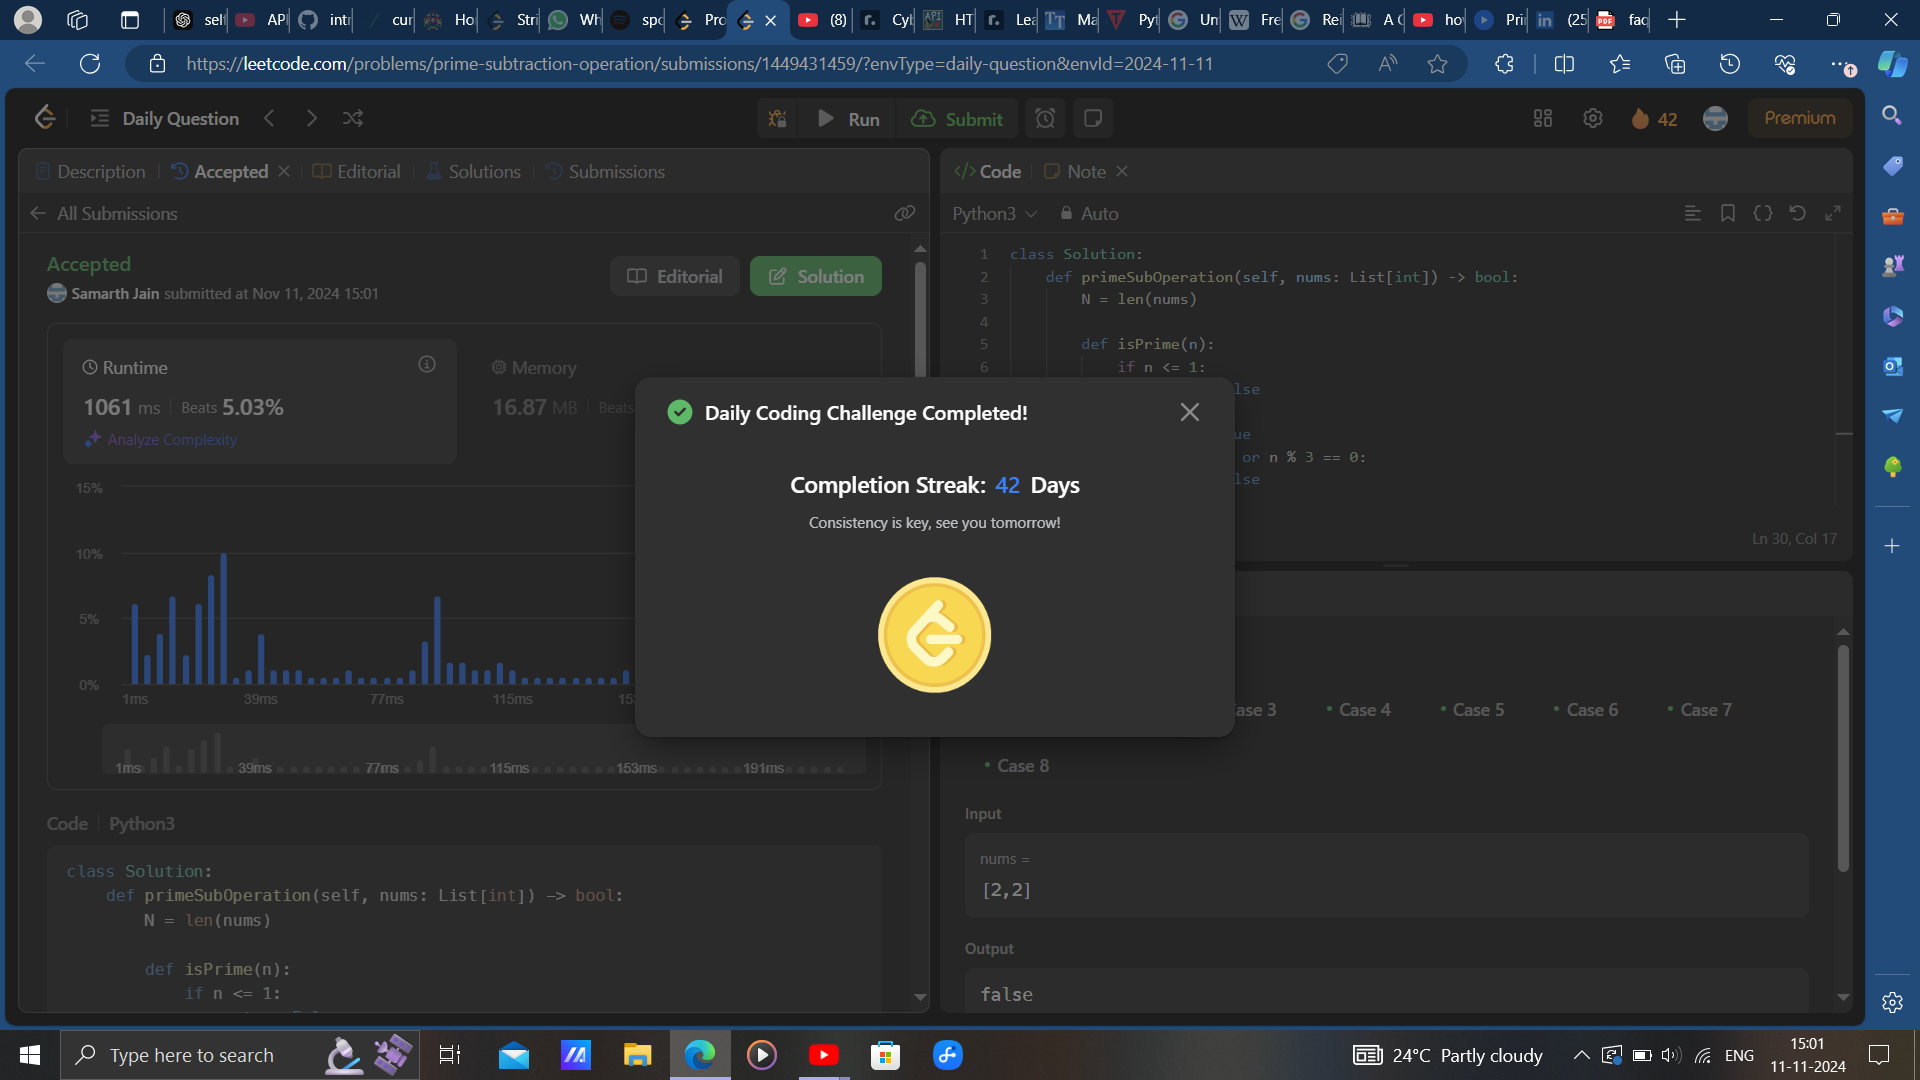 self
API
intr
cur
Ho
Stri
Wh
spo
Pro
(8)
Cyl
HT
Lea
Ma
Pyt
Un
Fre
Rei
A
ho
Pri
(25
faq
https://leetcode.com/problems/prime-subtraction-operation/submissions/1449431459/?envType=daily-question&envId=2024-11-11
Daily Question
Run
Submit
42
Premium
Description
Accepted
Editorial
Solutions
Submissions
Code
Note
All Submissions
Python3
Auto
Accepted
Samarth Jain submitted at Nov 11, 2024 15:01
Editorial
Solution
Runtime
1061 ms
Beats 5.03%
Analyze Complexity
Memory
16.87 MB
Beats
15%
10%
5%
0%
1ms
39ms
77ms
115ms
15
1ms
39ms
77ms
115ms
153ms
191ms
Code
Python3
class Solution:
def primeSubOperation(self, nums: List[int]) -> bool:
N = len(nums)
def isPrime(n):
if n <= 1:
1 class Solution:
2 def primeSubOperation(self, nums: List[int]) -> bool:
3 N = len(nums)
4
5 def isPrime(n):
6 if n <= 1:
lse
ue
or n % 3 == 0:
lse
Ln 30, Col 17
Daily Coding Challenge Completed!
Completion Streak: 42 Days
Consistency is key, see you tomorrow!
ase 3
Case 4
Case 5
Case 6
Case 7
Case 8
Input
nums =
[2,2]
Output
false
Type here to search
24°C Partly cloudy
ENG
15:01
11-11-2024